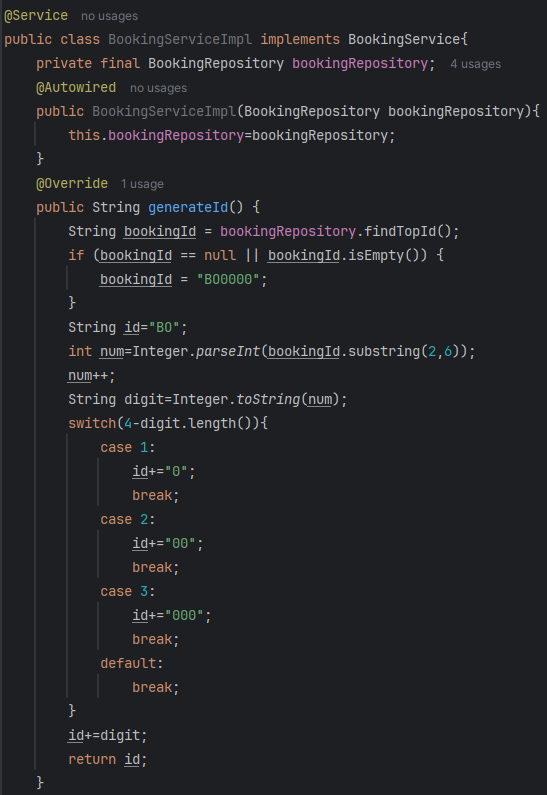 @Service no usages
public class BookingServiceImpl implements BookingService{
    private final BookingRepository bookingRepository; 4 usages
    @Autowired no usages
    public BookingServiceImpl(BookingRepository bookingRepository){
        this.bookingRepository=bookingRepository;
    }
    @Override 1 usage
    public String generateId() {
        String bookingId = bookingRepository.findTopId();
        if (bookingId == null || bookingId.isEmpty()) {
            bookingId = "BO0000";
        }
        String id="BO";
        int num=Integer.parseInt(bookingId.substring(2,6));
        num++;
        String digit=Integer.toString(num);
        switch(4-digit.length()){
            case 1:
                id+="0";
                break;
            case 2:
                id+="00";
                break;
            case 3:
                id+="000";
                break;
            default:
                break;
        }
        id+=digit;
        return id;
    }